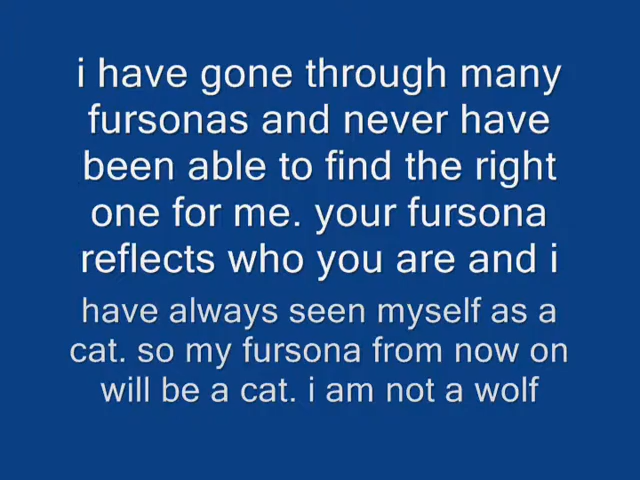 i have gone through many
fursonas and never have
been able to find the right
one for me. your fursona
reflects who you are and i
have always seen myself as a
cat. so my fursona from now on
will be a cat. i am not a wolf